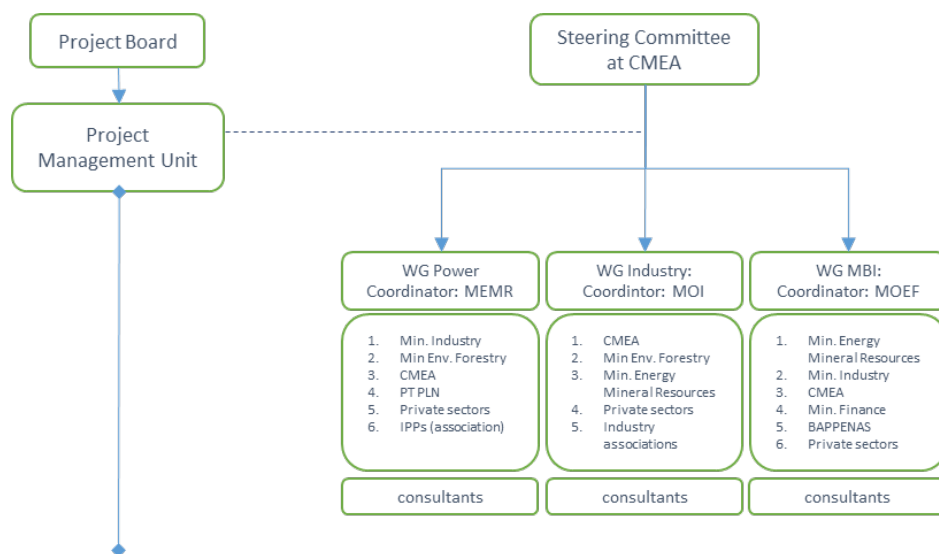 Project Board
Project
Management Unit
Steering Committee
at CMEA
WG Power
Coordinator: MEMR
1. Min. Industry
2. Min Env. Forestry
3. CMEA
4. PT PLN
5. Private sectors
6. IPPs (association)
consultants
WG Industry:
Coordintor: MOI
1. CMEA
2. Min Env. Forestry
3. Min. Energy
Mineral Resources
4. Private sectors
5. Industry
associations
consultants
WG MBI:
Coordinator: MOEF
1. Min. Energy
Mineral Resources
2. Min. Industry
3. CMEA
4. Min. Finance
5. BAPPENAS
6. Private sectors
consultants